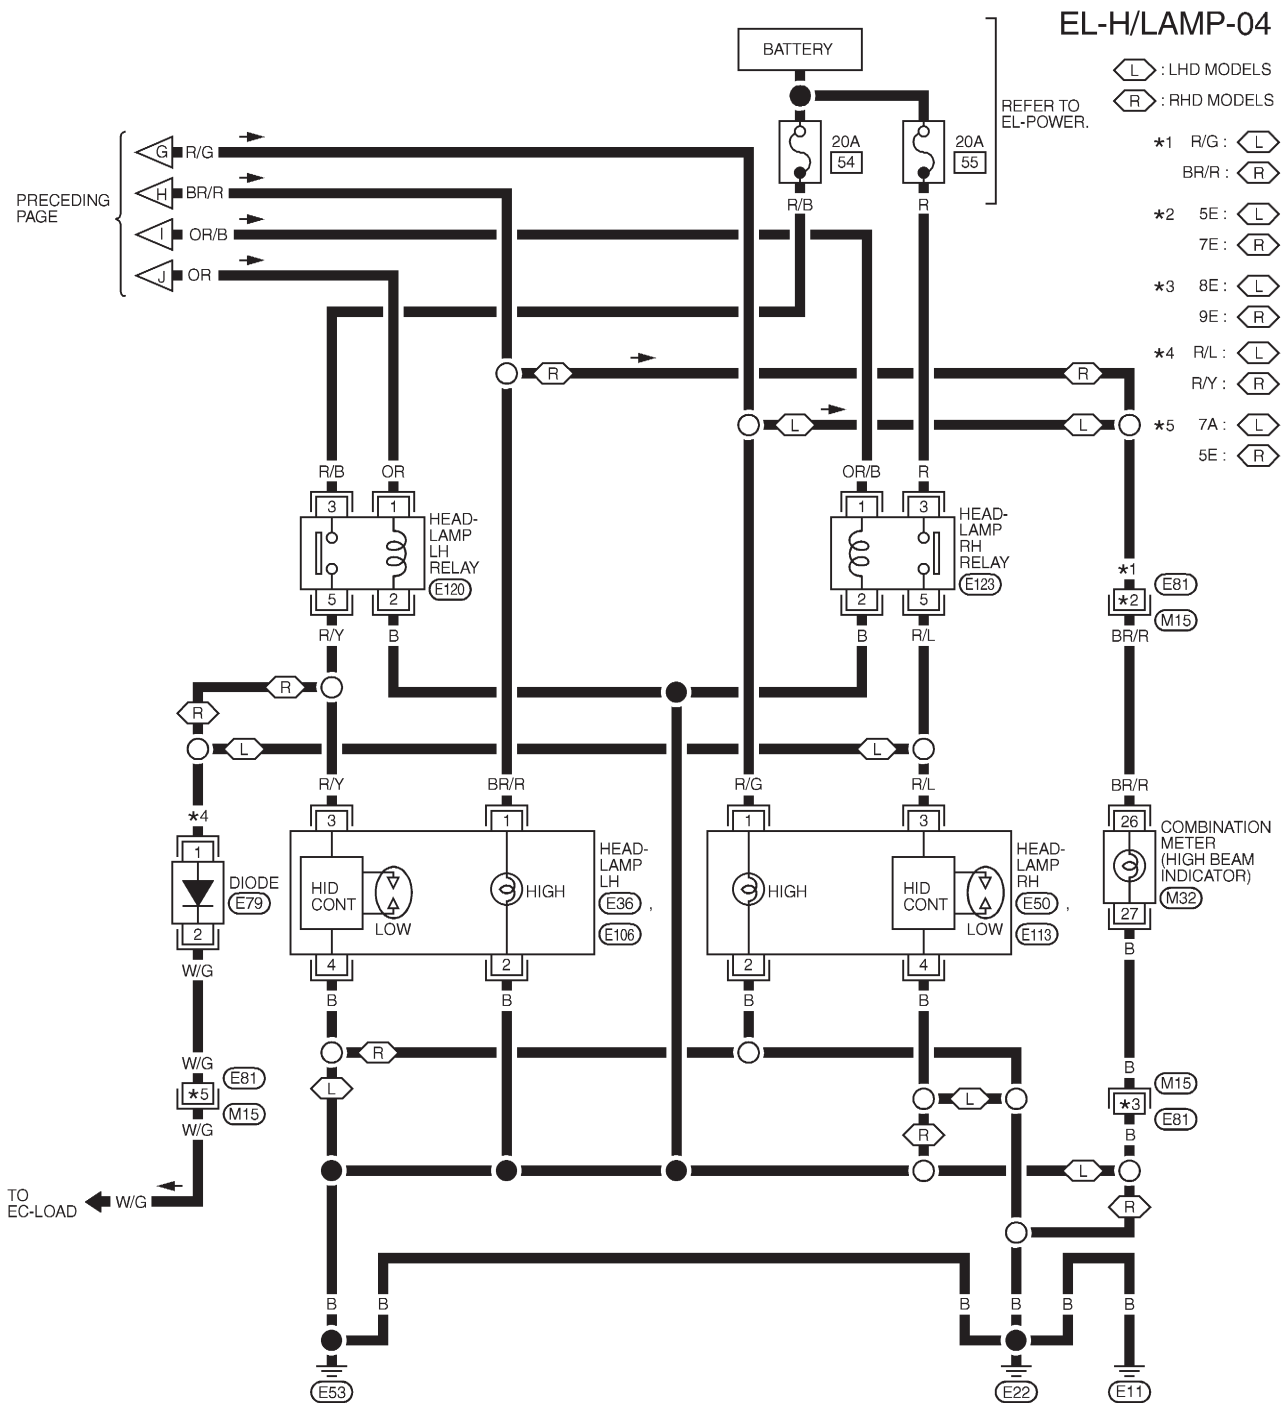 EL-H/LAMP-04
BATTERY
L : LHD MODELS
R : RHD MODELS
REFER TO
EL-POWER.
20A
54
20A
55
*1 R/G : L
BR/R : R
*2 5E : L
7E : R
*3 8E : L
9E : R
*4 R/L : L
R/Y : R
*5 7A : L
5E : R
PRECEDING
PAGE
G R/G
H BR/R
I OR/B
J OR
R/B R
R R
L L
R/B OR OR/B R
3 1 1 3
HEAD-
LAMP
LH
RELAY
E120
HEAD-
LAMP
RH
RELAY
E123
5 2 2 5
R/Y B B R/L
*1
E81
*2
M15
BR/R
R
R
L L
R/Y BR/R R/G R/L BR/R
*4
3 1 1 3 26
1
DIODE
E79
2
W/G
HID
CONT
LOW
HIGH
HEAD-
LAMP
LH
E36 ,
E106
HIGH
HID
CONT
LOW
HEAD-
LAMP
RH
E50 ,
E113
COMBINATION
METER
(HIGH BEAM
INDICATOR)
M32
27
B
4 2 2 4
B B B B
R
L
L
R
W/G
E81
*5
M15
W/G
B
M15
*3
E81
B
L
R
TO
EC-LOAD
W/G
B B B B B B
E53 E22 E11